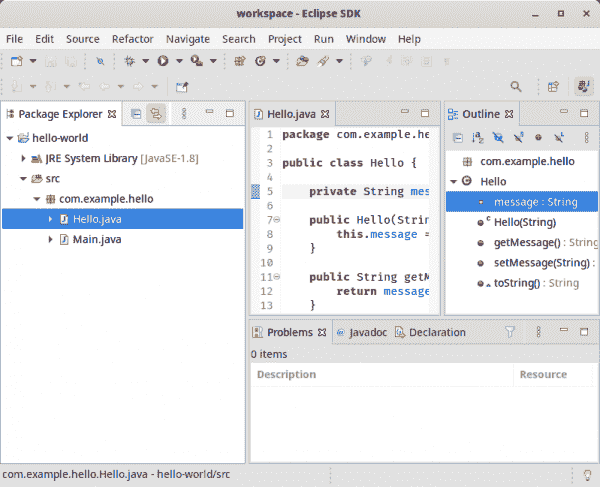 workspace - Eclipse SDK
File Edit Source Refactor Navigate Search Project Run Window Help
Package Explorer
hello-world
JRE System Library [JavaSE-1.8]
src
com.example.hello
Hello.java
Main.java
Hello.java
1 package com.example.he
2
3 public class Hello {
4
5 private String mes
6
7 public Hello(Strin
8 this.message =
9 }
10
11 public String getM
12 return message
13 }
Outline
com.example.hello
Hello
message : String
Hello(String)
getMessage() : String
setMessage(String) :
toString() : String
Problems Javadoc Declaration
0 items
Description Resource
com.example.hello.Hello.java - hello-world/src